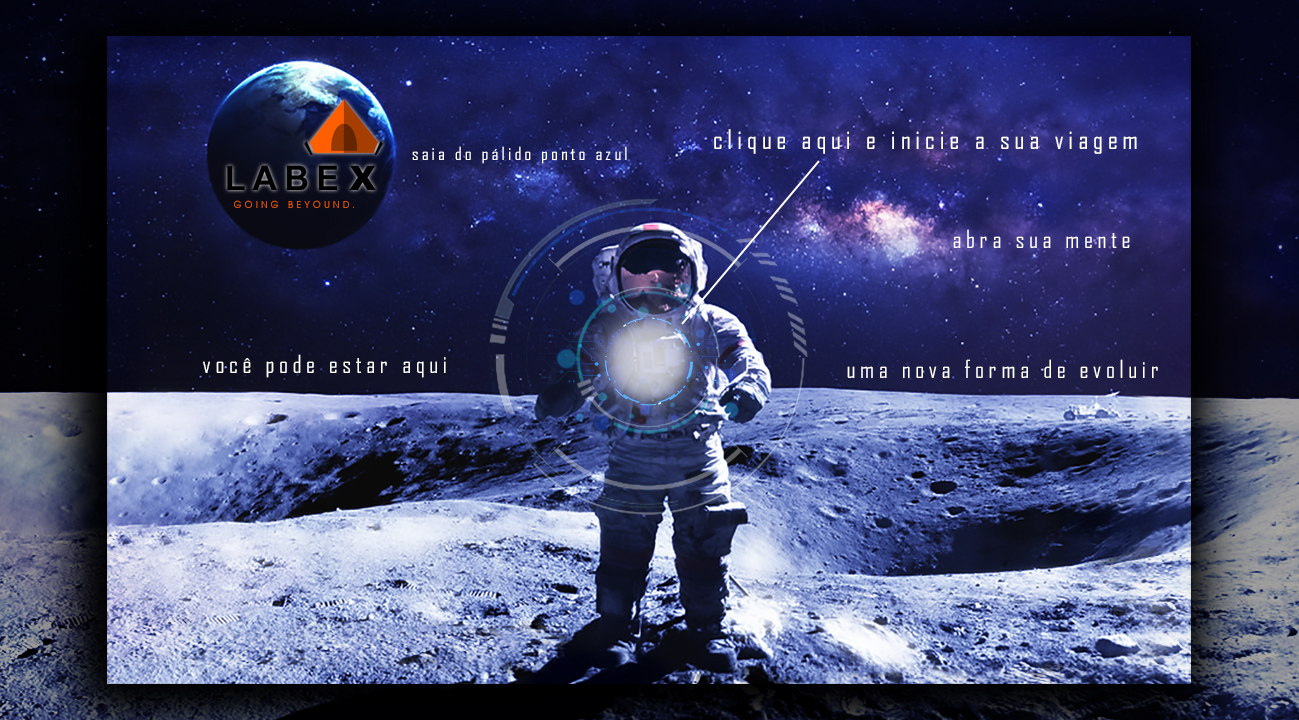 clique aqui e inicie a sua viagem
saia do pálido ponto azul
LABEX
GOING BEYOUND.
abra sua mente
você pode estar aqui
uma nova forma de evoluir